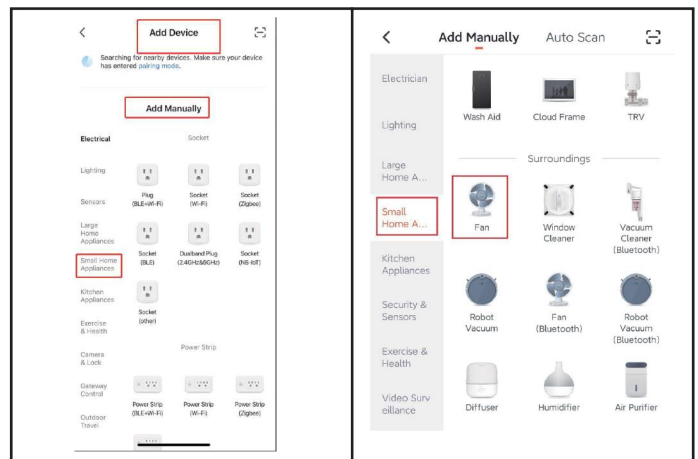 Add Device
Searching for nearby devices. Make sure your device
has entered pairing mode.
Add Manually
Electrical
Socket
Lighting
Sensors
Large
Home
Appliances
Small Home
Appliances
Kitchen
Appliances
Exercise
& Health
Camera
& Lock
Gateway
Control
Outdoor
Travel
Plug
(BLE+Wi-Fi)
Socket
(Wi-Fi)
Socket
(Zigbee)
Socket
(BLE)
Dualband Plug
(2.4GHz&5GHz)
Socket
(NB-IoT)
Socket
(other)
Power Strip
Power Strip
(BLE+Wi-Fi)
Power Strip
(Wi-Fi)
Power Strip
(Zigbee)
Add Manually
Auto Scan
Electrician
Lighting
Large
Home A...
Small
Home A...
Kitchen
Appliances
Security &
Sensors
Exercise &
Health
Video Surv
eillance
Wash Aid
Cloud Frame
TRV
Surroundings
Fan
Window
Cleaner
Vacuum
Cleaner
(Bluetooth)
Robot
Vacuum
Fan
(Bluetooth)
Robot
Vacuum
(Bluetooth)
Diffuser
Humidifier
Air Purifier